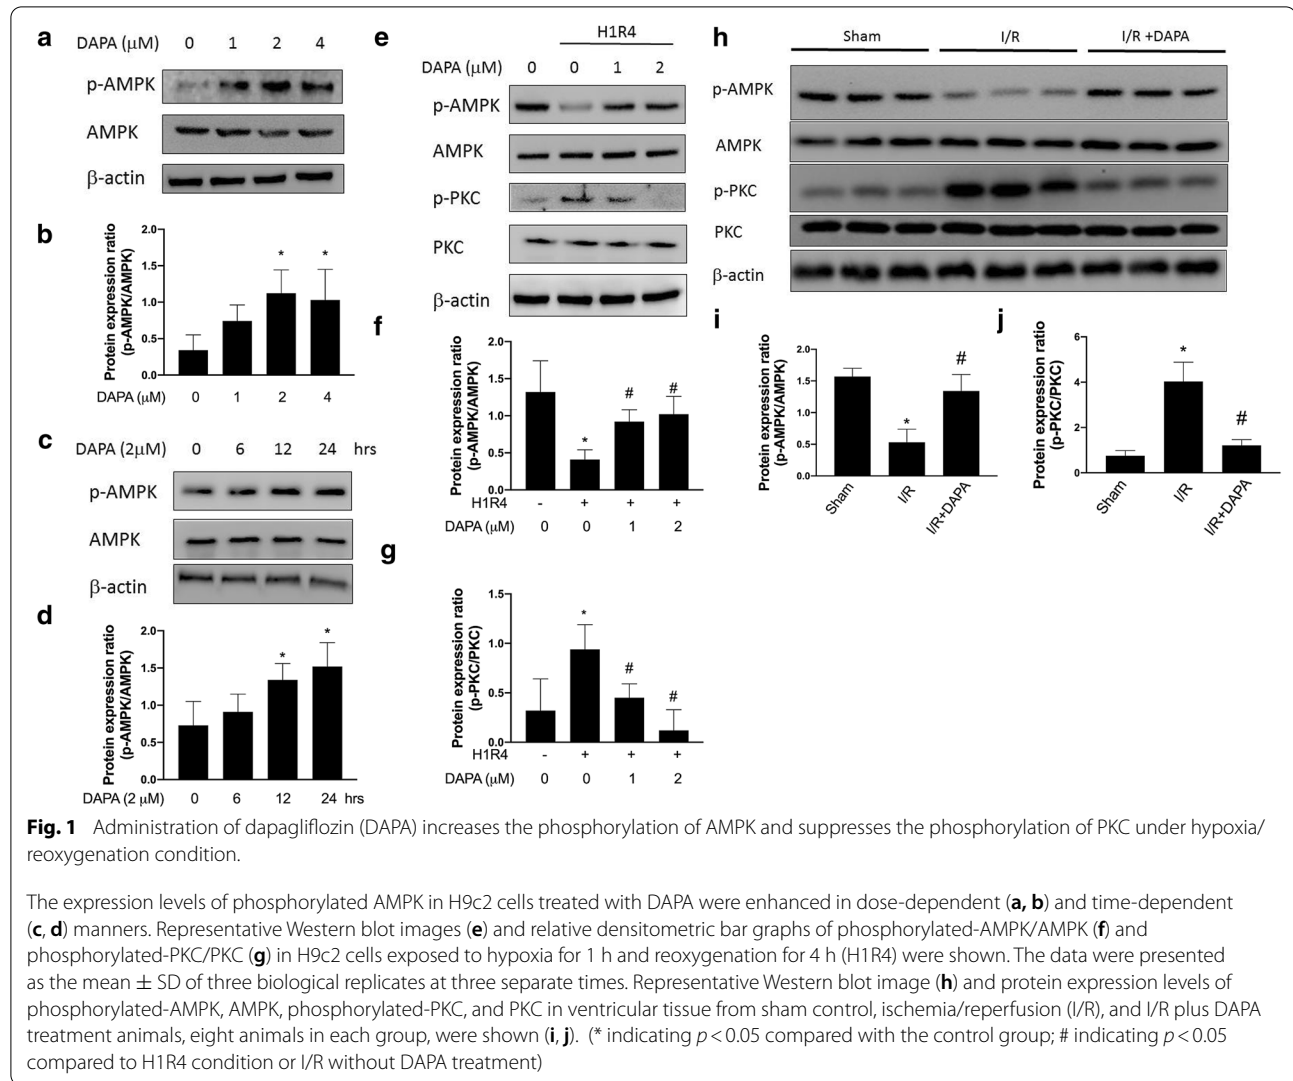 a
DAPA (μM) 0 1 2 4
p-AMPK
AMPK
β-actin
b
Protein expression ratio
(p-AMPK/AMPK)
2.0
1.5
1.0
0.5
0.0
* *
DAPA (μM) 0 1 2 4
c
DAPA (2μM) 0 6 12 24 hrs
p-AMPK
AMPK
β-actin
d
Protein expression ratio
(p-AMPK/AMPK)
2.0
1.5
1.0
0.5
0.0
* *
DAPA (2 μM) 0 6 12 24 hrs
e
H1R4
DAPA (μM) 0 0 1 2
p-AMPK
AMPK
p-PKC
PKC
β-actin
f
Protein expression ratio
(p-AMPK/AMPK)
2.0
1.5
1.0
0.5
0.0
* # #
H1R4 - + + +
DAPA (μM) 0 0 1 2
g
Protein expression ratio
(p-PKC/PKC)
1.5
1.0
0.5
0.0
* # #
H1R4 - + + +
DAPA (μM) 0 0 1 2
h
Sham I/R I/R +DAPA
p-AMPK
AMPK
p-PKC
PKC
β-actin
i
Protein expression ratio
(p-AMPK/AMPK)
2.0
1.5
1.0
0.5
0.0
* #
Sham I/R I/R+DAPA
j
Protein expression ratio
(p-PKC/PKC)
6
4
2
0
* #
Sham I/R I/R+DAPA
Fig. 1 Administration of dapagliflozin (DAPA) increases the phosphorylation of AMPK and suppresses the phosphorylation of PKC under hypoxia/
reoxygenation condition.
The expression levels of phosphorylated AMPK in H9c2 cells treated with DAPA were enhanced in dose-dependent (a, b) and time-dependent
(c, d) manners. Representative Western blot images (e) and relative densitometric bar graphs of phosphorylated-AMPK/AMPK (f) and
phosphorylated-PKC/PKC (g) in H9c2 cells exposed to hypoxia for 1 h and reoxygenation for 4 h (H1R4) were shown. The data were presented
as the mean ± SD of three biological replicates at three separate times. Representative Western blot image (h) and protein expression levels of
phosphorylated-AMPK, AMPK, phosphorylated-PKC, and PKC in ventricular tissue from sham control, ischemia/reperfusion (I/R), and I/R plus DAPA
treatment animals, eight animals in each group, were shown (i, j). (* indicating p < 0.05 compared with the control group; # indicating p < 0.05
compared to H1R4 condition or I/R without DAPA treatment)